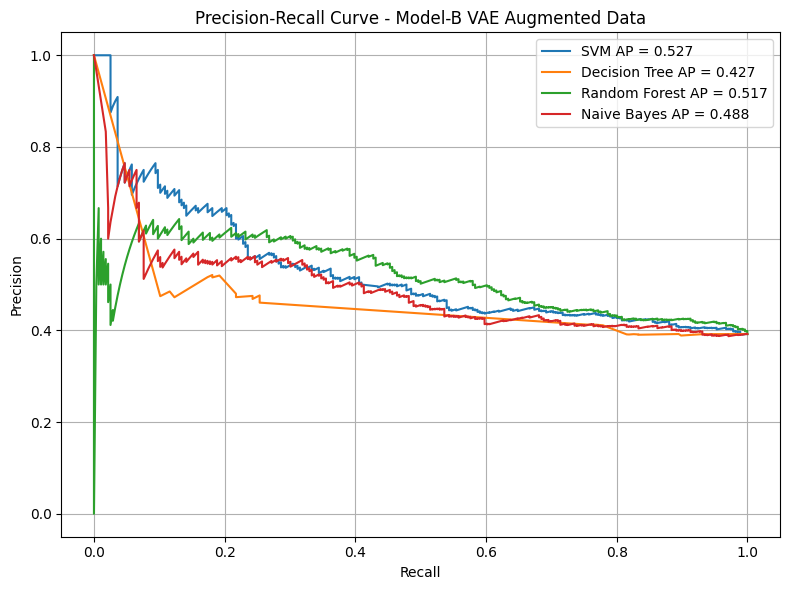 Precision-Recall Curve - Model-B VAE Augmented Data
SVM AP = 0.527
Decision Tree AP = 0.427
Random Forest AP = 0.517
Naive Bayes AP = 0.488
Precision
1.0
0.8
0.6
0.4
0.2
0.0
0.0 0.2 0.4 0.6 0.8 1.0
Recall